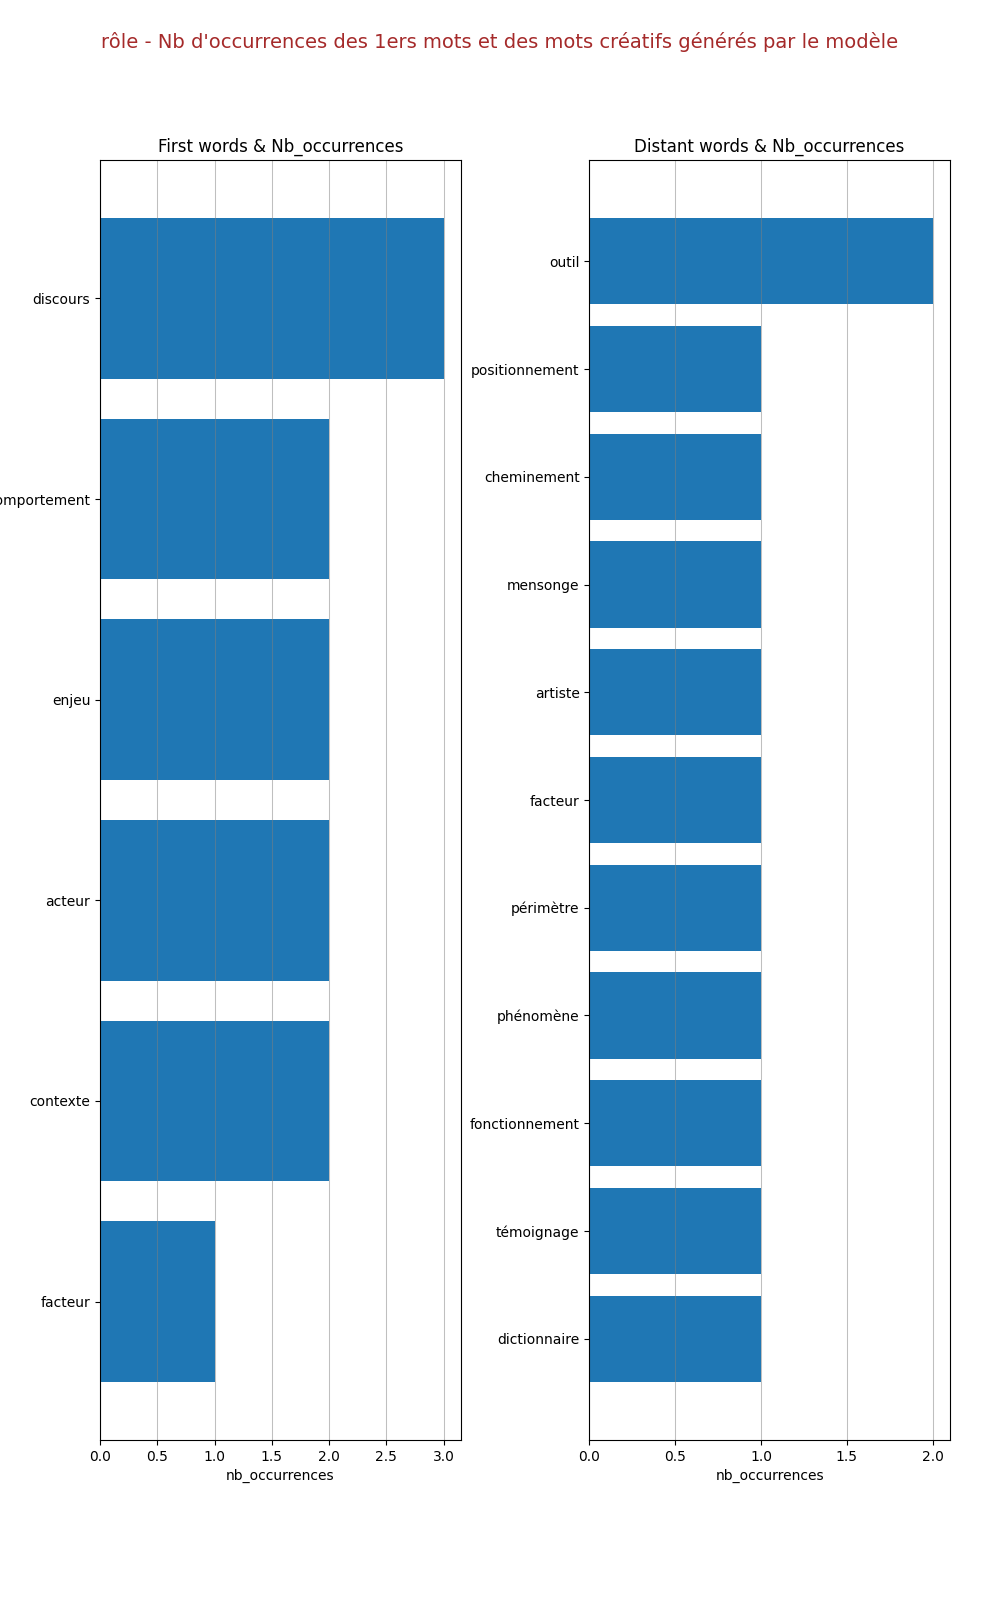 rôle - Nb d'occurrences des 1ers mots et des mots créatifs générés par le modèle
First words & Nb_occurrences
discours
omportement
enjeu
acteur
contexte
facteur
0.0 0.5 1.0 1.5 2.0 2.5 3.0
nb_occurrences
Distant words & Nb_occurrences
outil
positionnement
cheminement
mensonge
artiste
facteur
périmètre
phénomène
fonctionnement
témoignage
dictionnaire
0.0 0.5 1.0 1.5 2.0
nb_occurrences